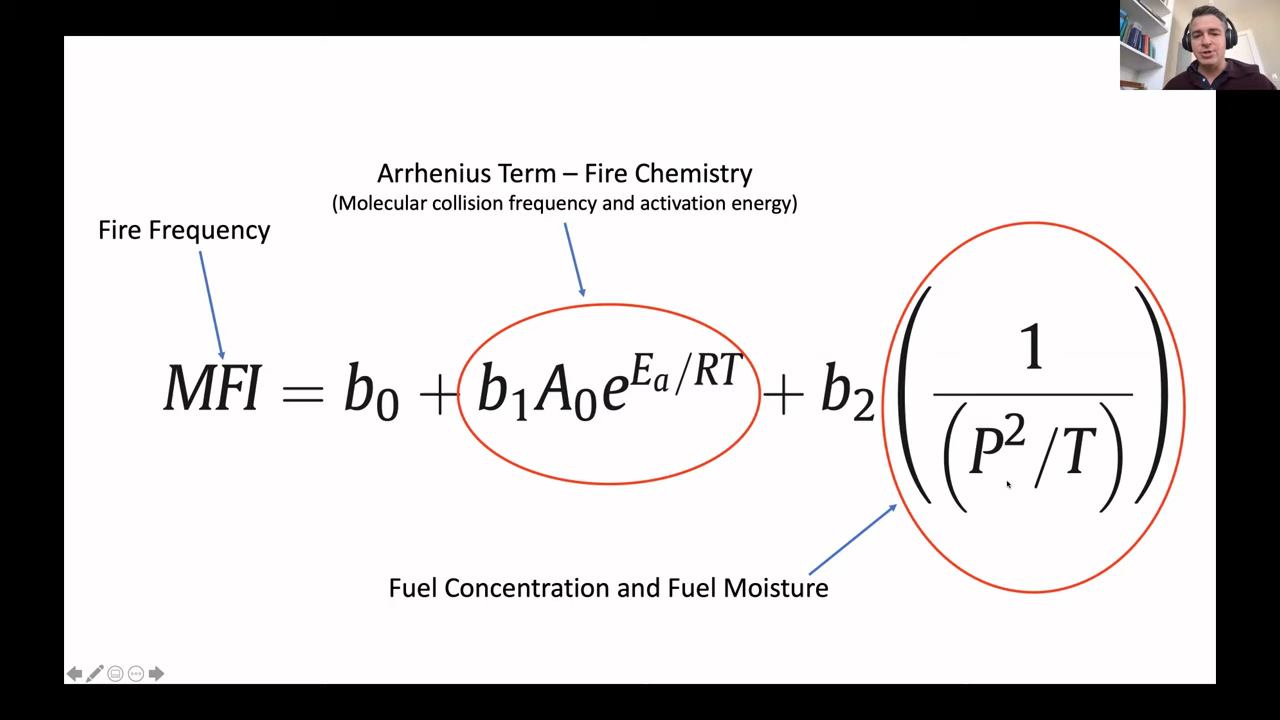 Arrhenius Term – Fire Chemistry
(Molecular collision frequency and activation energy)
Fire Frequency
MFI = b₀ + b₁A₀e^{Eₐ/RT} + b₂(1/(P²/T))
Fuel Concentration and Fuel Moisture